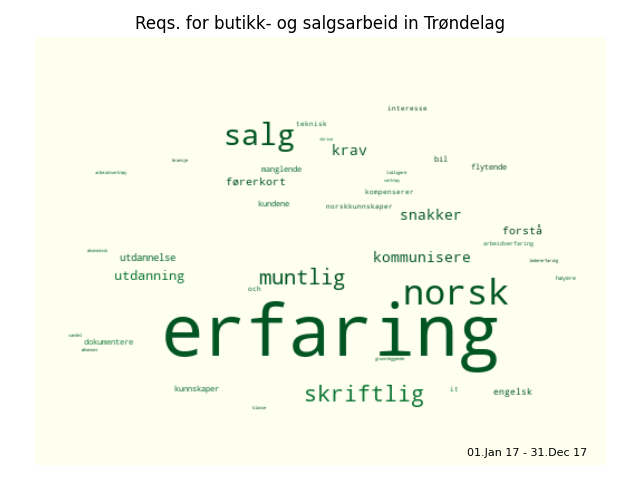 Reqs. for butikk- og salgsarbeid in Trøndelag
interesse
teknisk
salg
krav
bil
flytende
manglende
førerkort
kompenserer
kundene
norskkunnskaper
snakker
forstå
arbeidserfaring
utdannelse
kommunisere
utdanning
muntlig
høyere
och
norsk
erfaring
dokumentere
grunnleggende
kunnskaper
skriftlig
it
engelsk
klasse
01.Jan 17 - 31.Dec 17